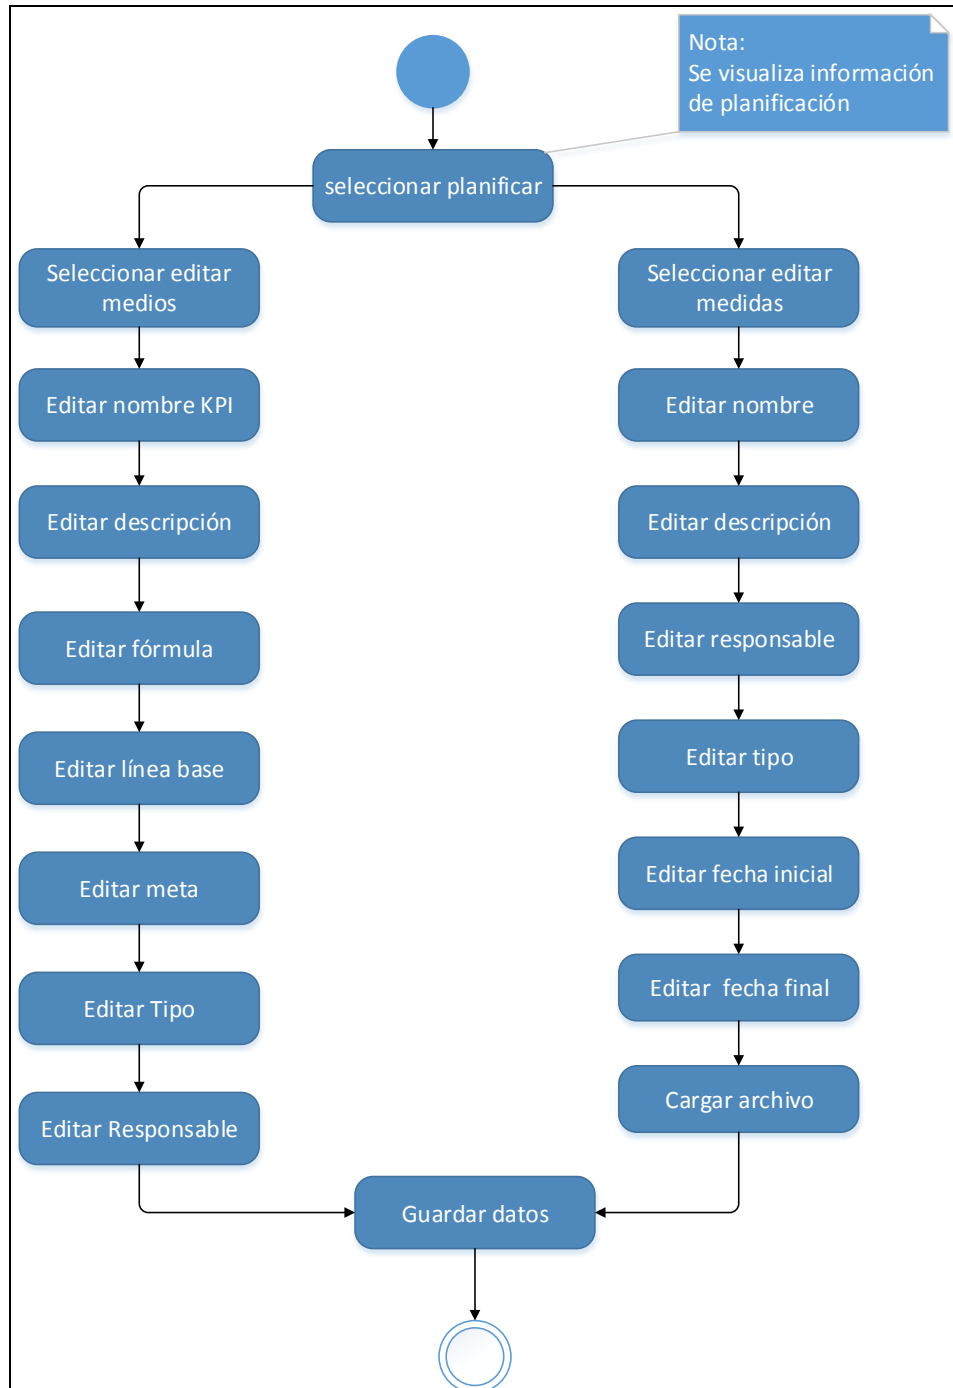 Nota:
Se visualiza información
de planificación
seleccionar planificar
Seleccionar editar
medios
Editar nombre KPI
Editar descripción
Editar fórmula
Editar línea base
Editar meta
Editar Tipo
Editar Responsable
Seleccionar editar
medidas
Editar nombre
Editar descripción
Editar responsable
Editar tipo
Editar fecha inicial
Editar  fecha final
Cargar archivo
Guardar datos